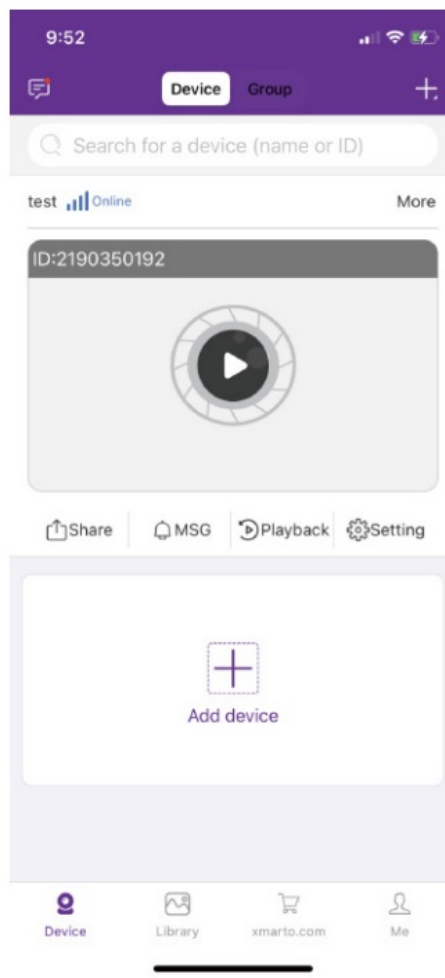 9:52
Device Group
Search for a device (name or ID)
test Online More
ID:2190350192
Share MSG Playback Setting
Add device
Device Library xmarto.com Me